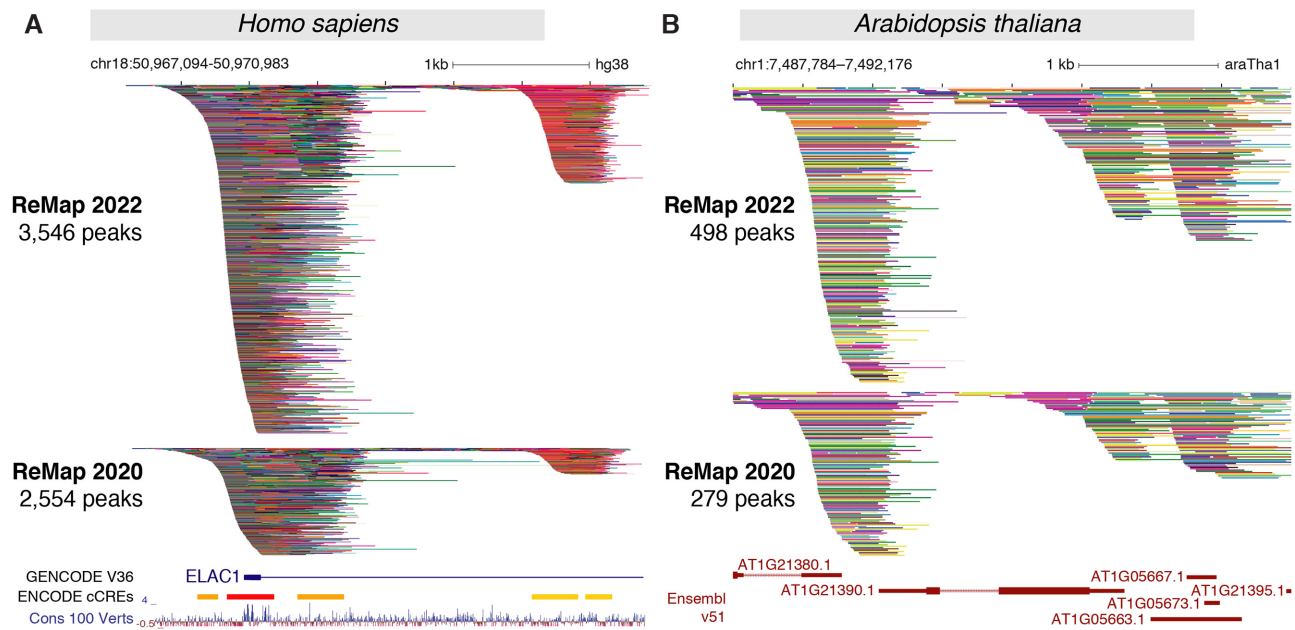 A
Homo sapiens
chr18:50,967,094-50,970,983
1kb
hg38
ReMap 2022
3,546 peaks
ReMap 2020
2,554 peaks
GENCODE V36
ELAC1
ENCODE cCREs
4 _
Cons 100 Verts
-0.5 _
B
Arabidopsis thaliana
chr1:7,487,784–7,492,176
1 kb
araTha1
ReMap 2022
498 peaks
ReMap 2020
279 peaks
Ensembl
v51
AT1G21380.1
AT1G21390.1
AT1G05667.1
AT1G21395.1
AT1G05673.1
AT1G05663.1